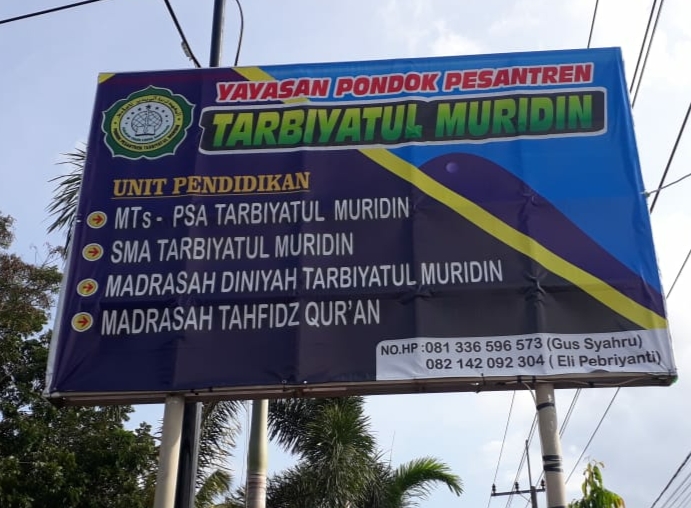 YAYASAN PONDOK PESANTREN
TARBIYATUL MURIDIN
UNIT PENDIDIKAN
MTs - PSA TARBIYATUL MURIDIN
SMA TARBIYATUL MURIDIN
MADRASAH DINIYAH TARBIYATUL MURIDIN
MADRASAH TAHFIDZ QUR'AN
NO.HP : 081 336 596 573 (Gus Syahru)
082 142 092 304 ( Eli Pebriyanti)